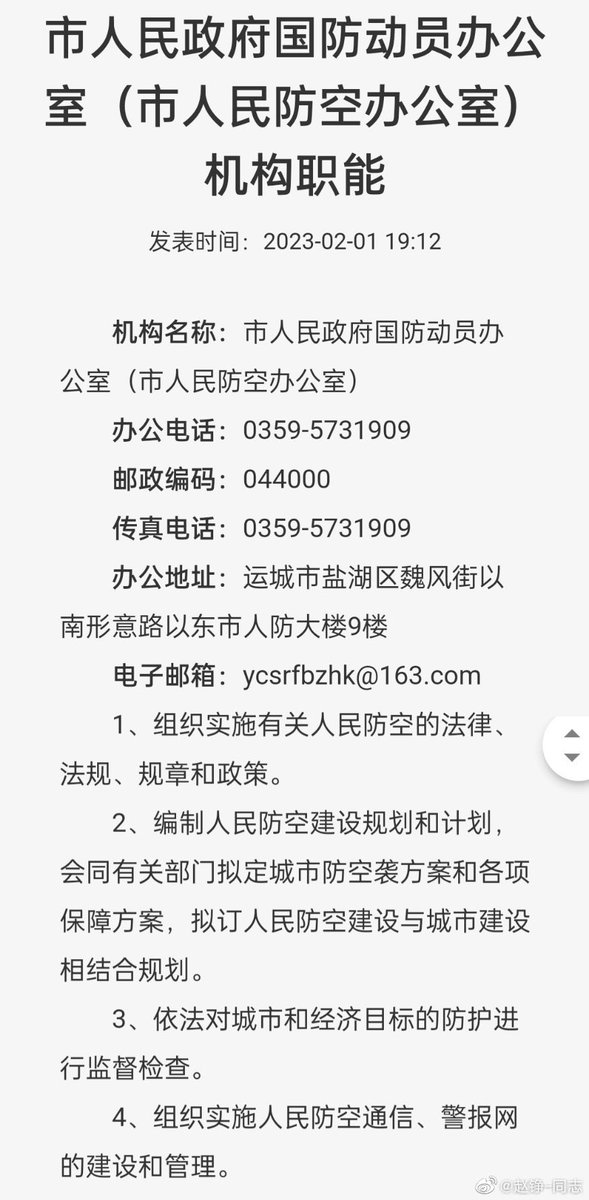 市人民政府国防动员办公
室（市人民防空办公室）
机构职能
发表时间：2023-02-01 19:12
机构名称：市人民政府国防动员办
公室（市人民防空办公室）
办公电话：0359-5731909
邮政编码：044000
传真电话：0359-5731909
办公地址：运城市盐湖区魏风街以
南形意路以东市人防大楼9楼
电子邮箱：ycsrfbzhk@163.com
1、组织实施有关人民防空的法律、
法规、规章和政策。
2、编制人民防空建设规划和计划，
会同有关部门拟定城市防空袭方案和各项
保障方案，拟订人民防空建设与城市建设
相结合规划。
3、依法对城市和经济目标的防护进
行监督检查。
4、组织实施人民防空通信、警报网
的建设和管理。
@赵铮-同志